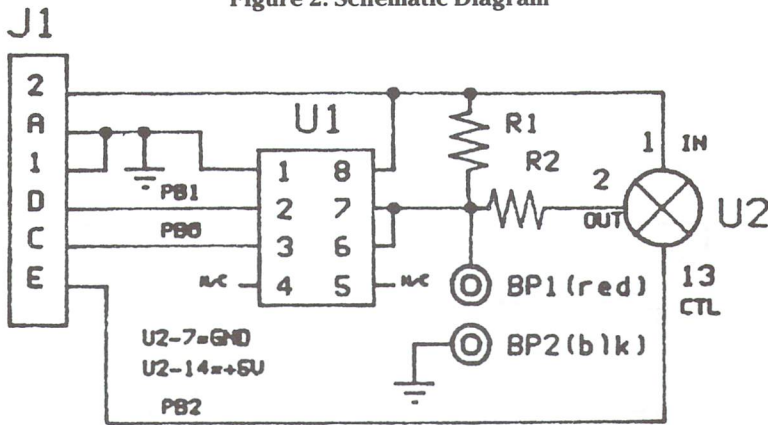 Figure 2. Schematic Diagram
J1
2
A
1
D
C
E
U1
1 8
2 7
3 6
4 5
PB1
PB0
N/C
N/C
R1
R2
1 IN
2
OUT
U2
13
CTL
BP1(red)
BP2(blk)
U2-7=GND
U2-14=+5V
PB2